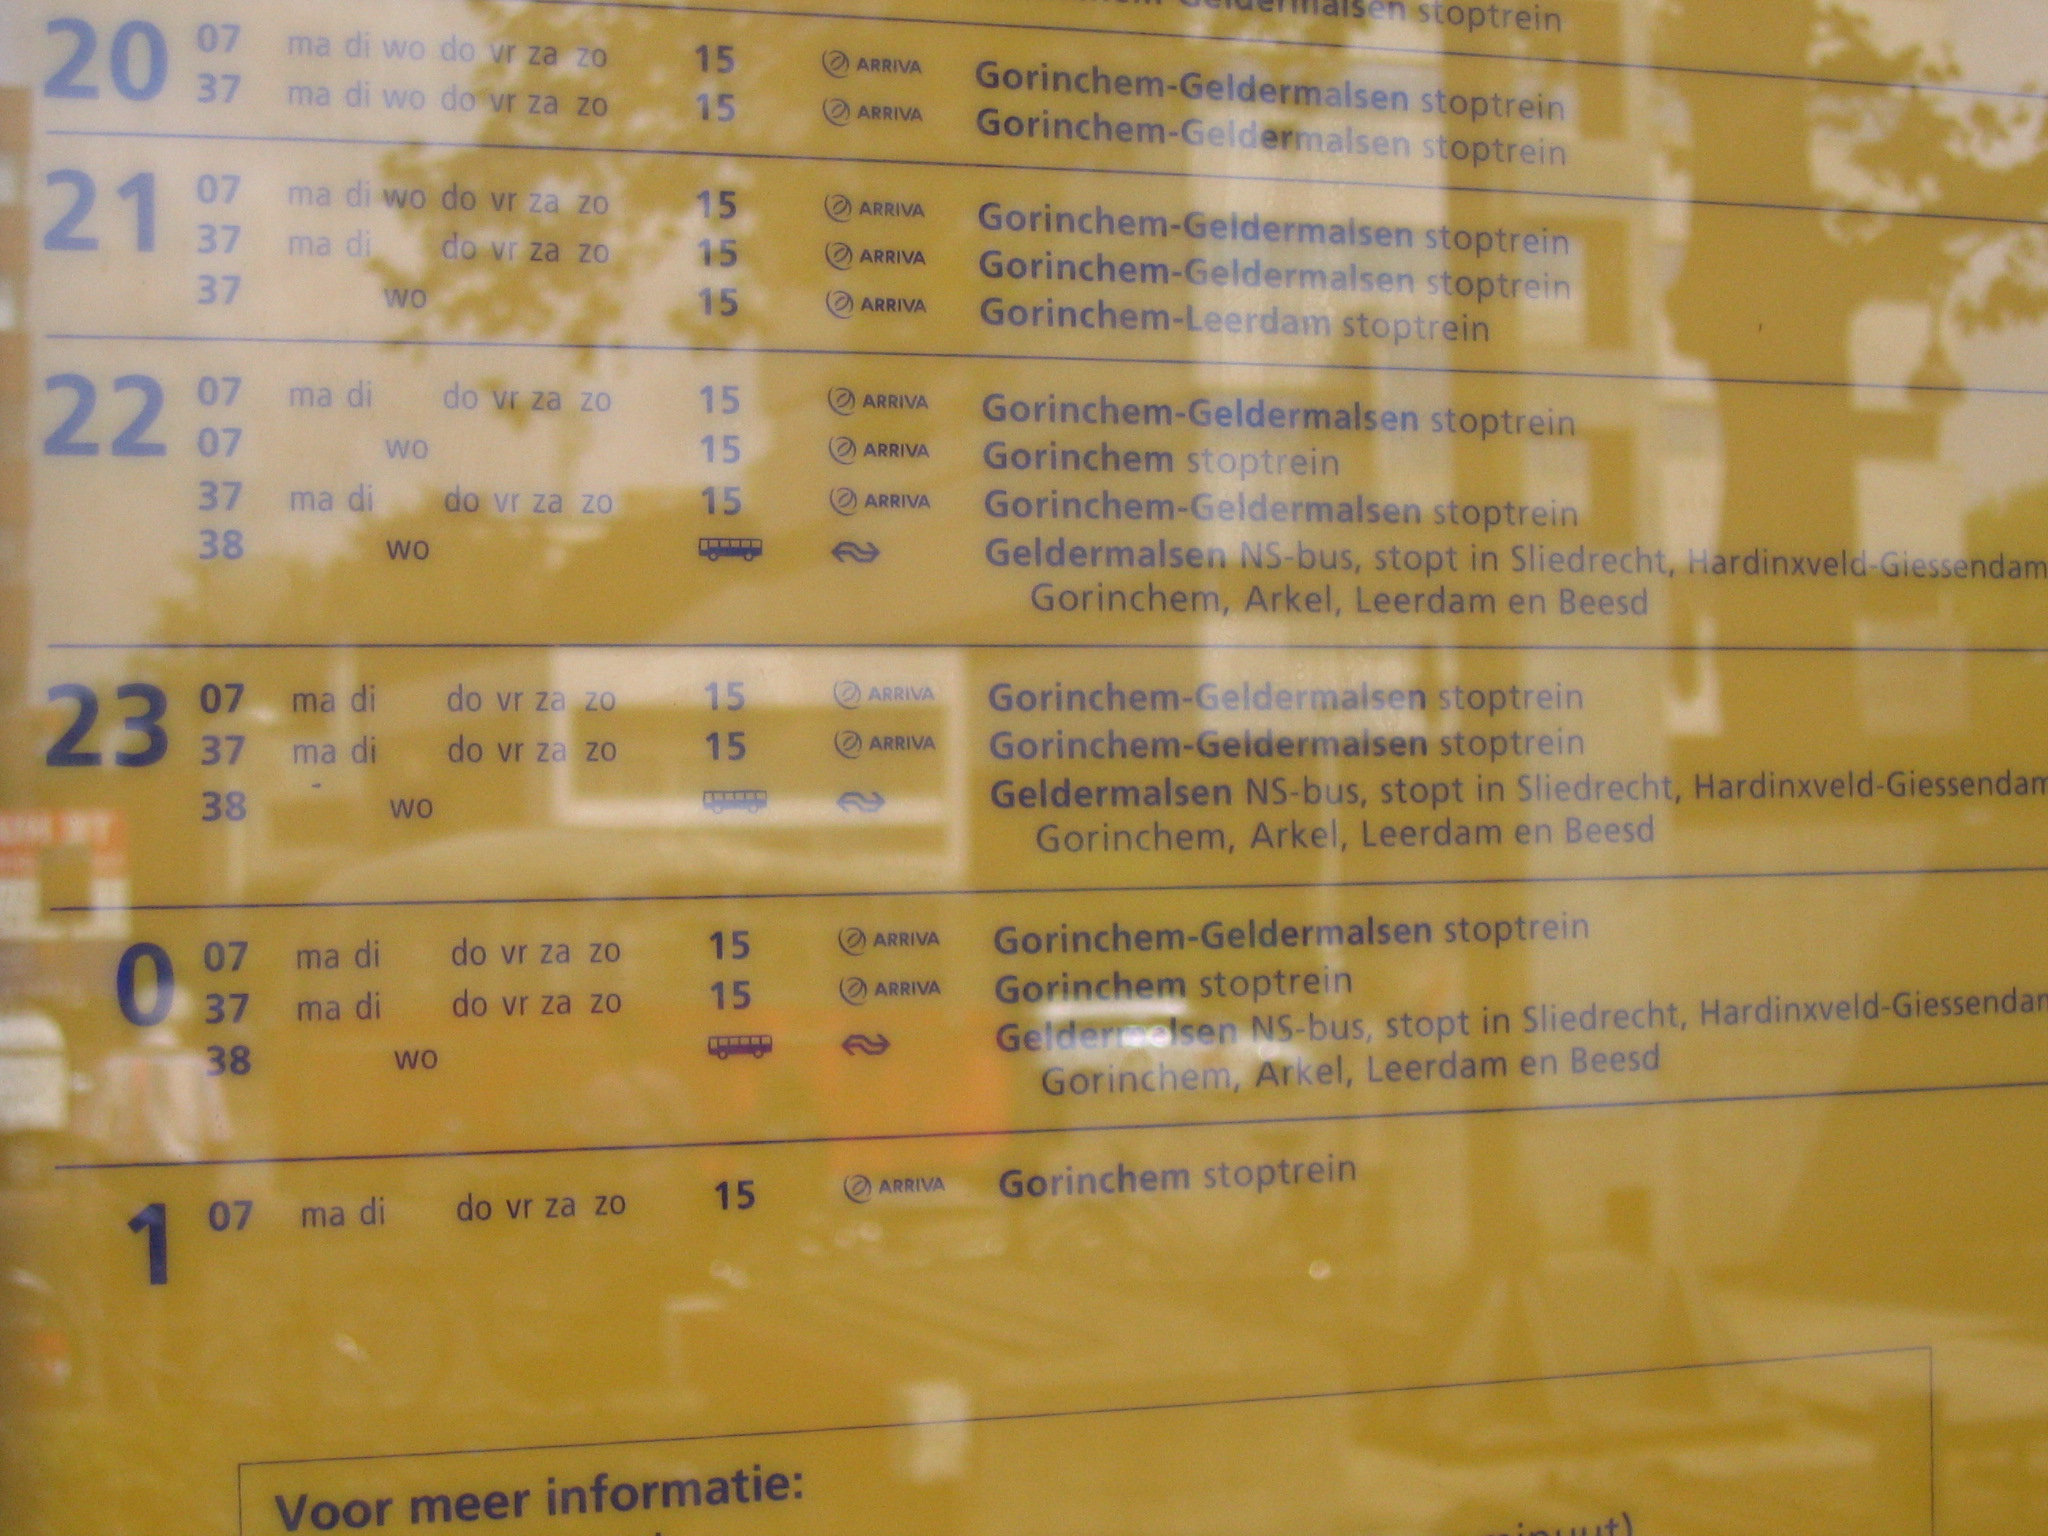 Geldermalsen stoptrein
20 07 ma di wo do vr za zo 15 ARRIVA Gorinchem-Geldermalsen stoptrein
37 ma di wo do vr za zo 15 ARRIVA Gorinchem-Geldermalsen stoptrein
21 07 ma di wo do vr za zo 15 ARRIVA Gorinchem-Geldermalsen stoptrein
37 ma di do vr za zo 15 ARRIVA Gorinchem-Geldermalsen stoptrein
37 wo 15 ARRIVA Gorinchem-Leerdam stoptrein
22 07 ma di do vr za zo 15 ARRIVA Gorinchem-Geldermalsen stoptrein
07 wo 15 ARRIVA Gorinchem stoptrein
37 ma di do vr za zo 15 ARRIVA Gorinchem-Geldermalsen stoptrein
38 wo Geldermalsen NS-bus, stopt in Sliedrecht, Hardinxveld-Giessendam
Gorinchem, Arkel, Leerdam en Beesd
23 07 ma di do vr za zo 15 ARRIVA Gorinchem-Geldermalsen stoptrein
37 ma di do vr za zo 15 ARRIVA Gorinchem-Geldermalsen stoptrein
38 wo Geldermalsen NS-bus, stopt in Sliedrecht, Hardinxveld-Giessendam
Gorinchem, Arkel, Leerdam en Beesd
0 07 ma di do vr za zo 15 ARRIVA Gorinchem-Geldermalsen stoptrein
37 ma di do vr za zo 15 ARRIVA Gorinchem stoptrein
38 wo Geldermalsen NS-bus, stopt in Sliedrecht, Hardinxveld-Giessendam
Gorinchem, Arkel, Leerdam en Beesd
1 07 ma di do vr za zo 15 ARRIVA Gorinchem stoptrein
Voor meer informatie: